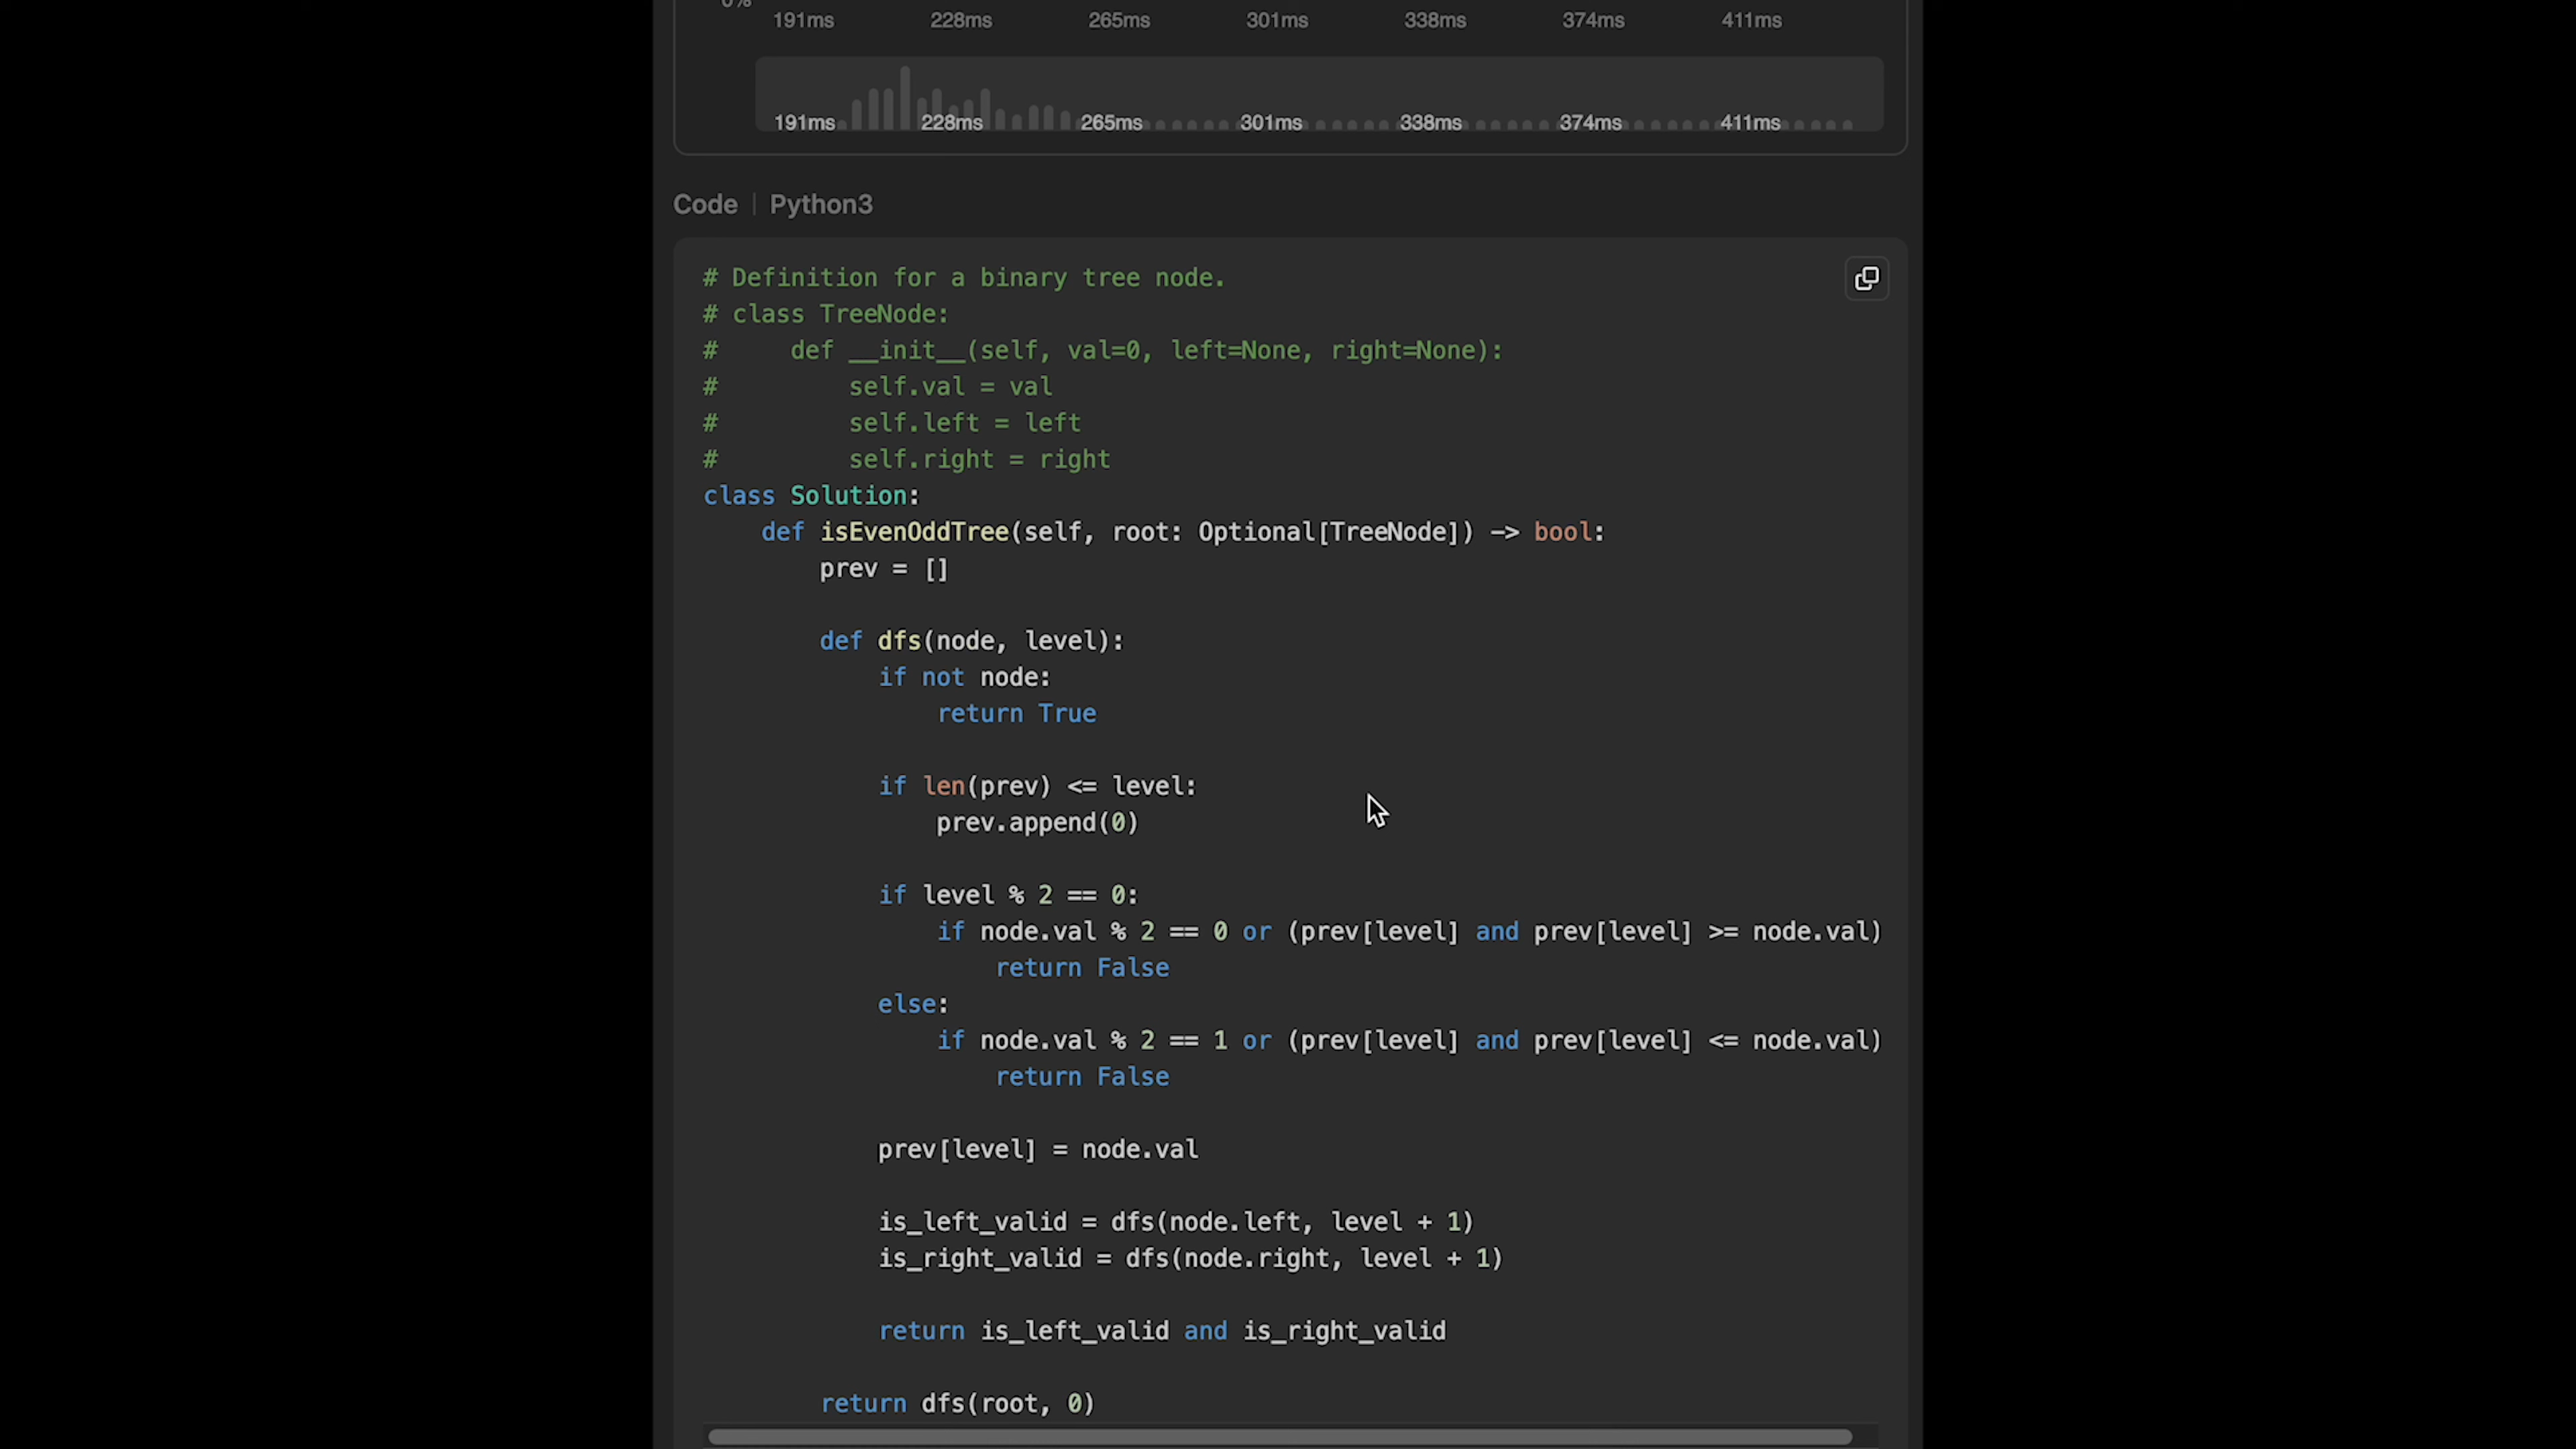 0%
191ms 228ms 265ms 301ms 338ms 374ms 411ms
191ms 228ms 265ms 301ms 338ms 374ms 411ms
Code | Python3
# Definition for a binary tree node.
# class TreeNode:
#     def __init__(self, val=0, left=None, right=None):
#         self.val = val
#         self.left = left
#         self.right = right
class Solution:
    def isEvenOddTree(self, root: Optional[TreeNode]) -> bool:
        prev = []
        def dfs(node, level):
            if not node:
                return True
            if len(prev) <= level:
                prev.append(0)
            if level % 2 == 0:
                if node.val % 2 == 0 or (prev[level] and prev[level] >= node.val)
                    return False
            else:
                if node.val % 2 == 1 or (prev[level] and prev[level] <= node.val)
                    return False
            prev[level] = node.val
            is_left_valid = dfs(node.left, level + 1)
            is_right_valid = dfs(node.right, level + 1)
            return is_left_valid and is_right_valid
        return dfs(root, 0)